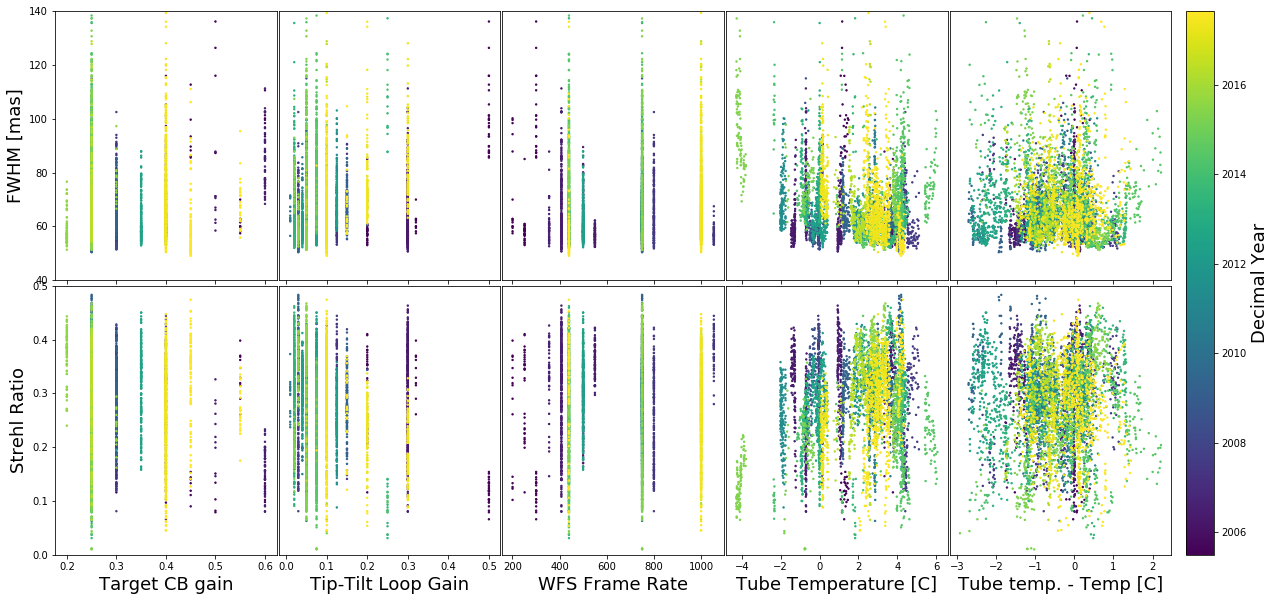 140
120
100
80
60
40
FWHM [mas]
0.5
0.4
0.3
0.2
0.1
0.0
Strehl Ratio
0.2 0.3 0.4 0.5 0.6
Target CB gain
0.0 0.1 0.2 0.3 0.4 0.5
Tip-Tilt Loop Gain
200 400 600 800 1000
WFS Frame Rate
−4 −2 0 2 4 6
Tube Temperature [C]
−3 −2 −1 0 1 2
Tube temp. - Temp [C]
2016
2014
2012
2010
2008
2006
Decimal Year